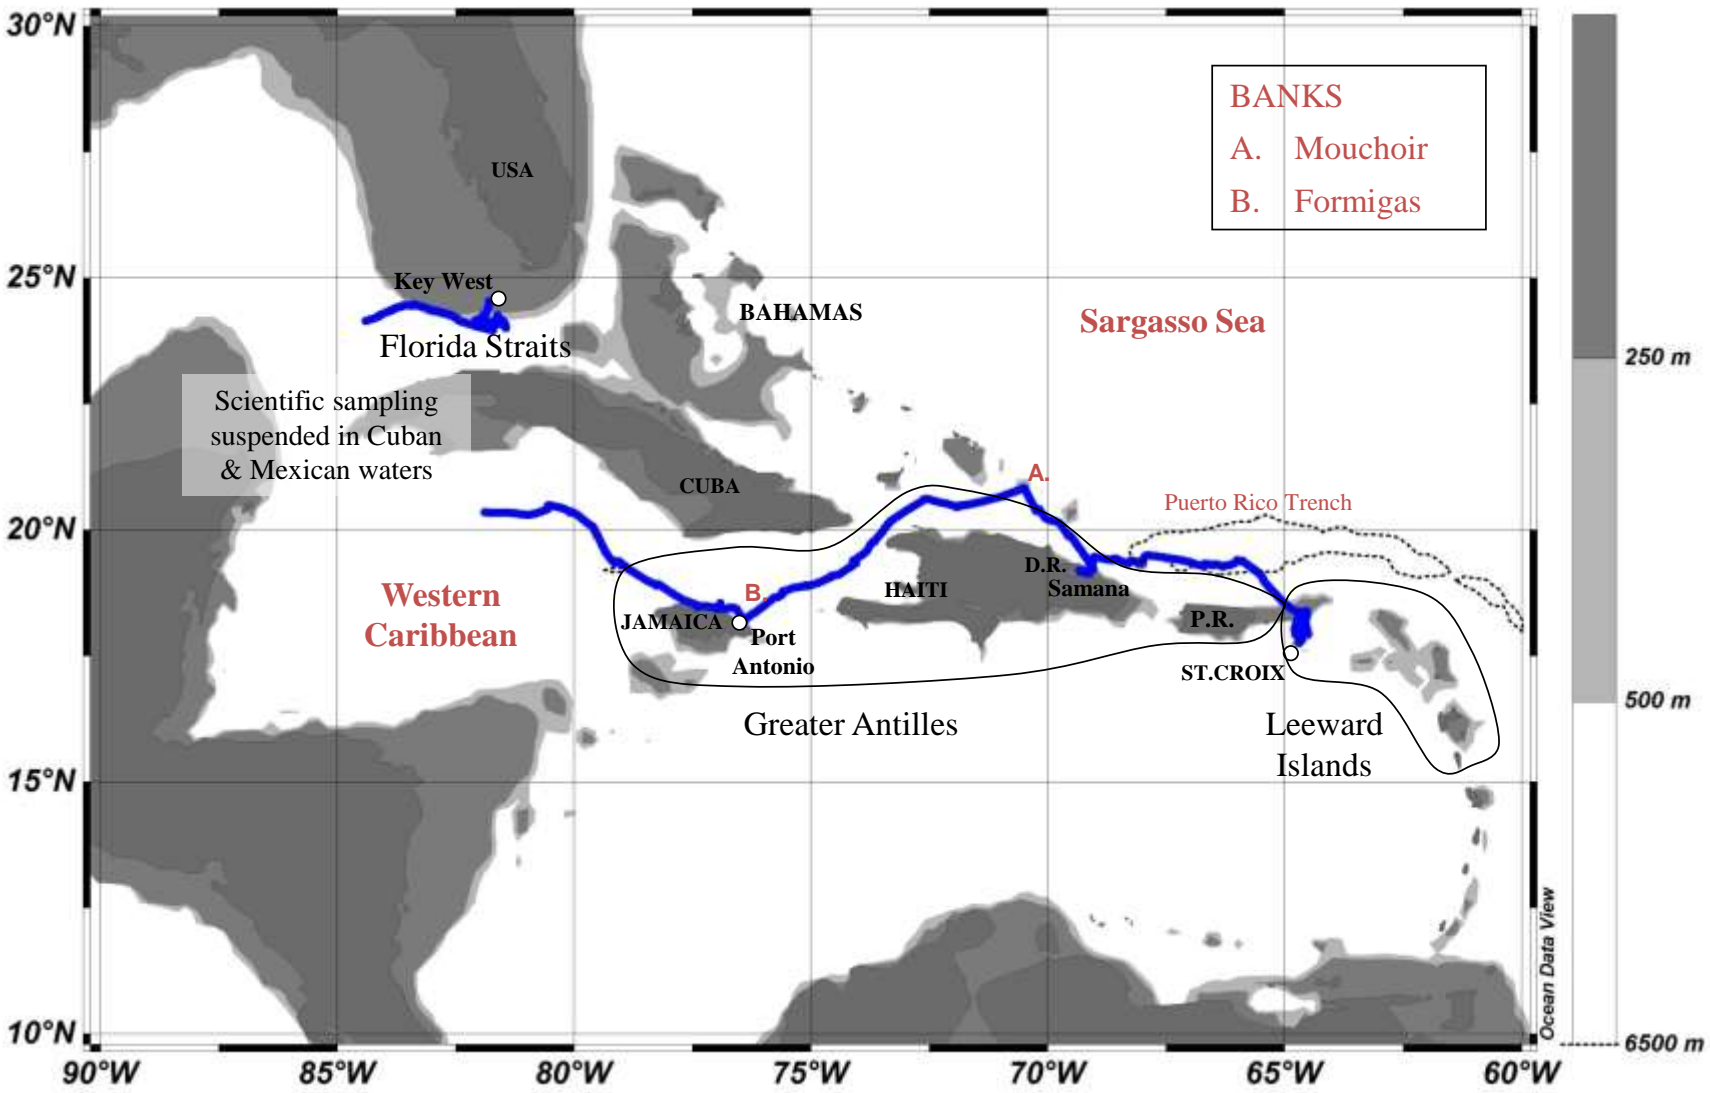 30°N
25°N
20°N
15°N
10°N
90°W
85°W
80°W
75°W
70°W
65°W
60°W
BANKS
A. Mouchoir
B. Formigas
USA
Key West
Florida Straits
BAHAMAS
Sargasso Sea
Scientific sampling
suspended in Cuban
& Mexican waters
CUBA
A.
Puerto Rico Trench
Western
Caribbean
B.
JAMAICA
Port
Antonio
HAITI
D.R.
Samana
P.R.
ST.CROIX
Greater Antilles
Leeward
Islands
250 m
500 m
6500 m
Ocean Data View